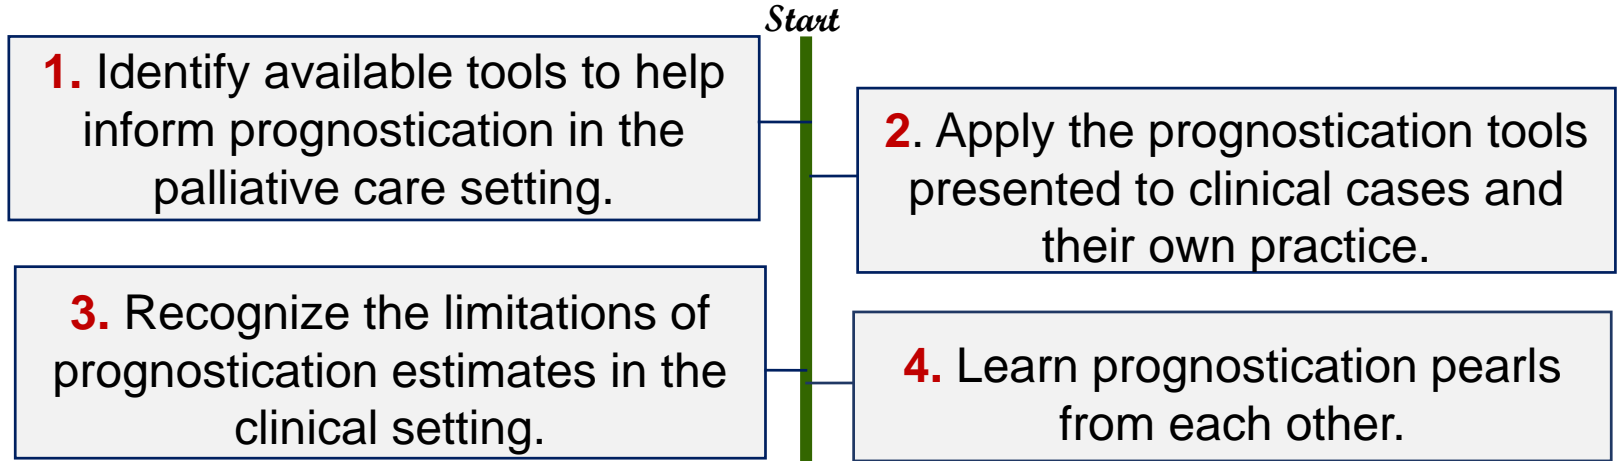 Start
1. Identify available tools to help
inform prognostication in the
palliative care setting.
2. Apply the prognostication tools
presented to clinical cases and
their own practice.
3. Recognize the limitations of
prognostication estimates in the
clinical setting.
4. Learn prognostication pearls
from each other.